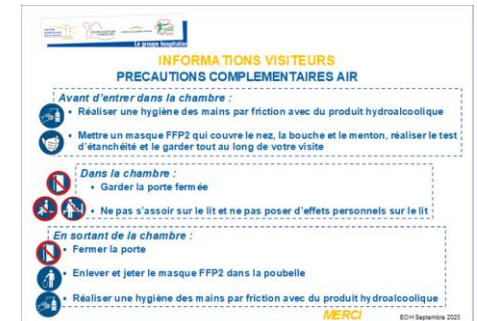 Le groupe hospitalier
INFORMATIONS VISITEURS
PRECAUTIONS COMPLEMENTAIRES AIR
Avant d'entrer dans la chambre :
• Réaliser une hygiène des mains par friction avec du produit hydroalcoolique
• Mettre un masque FFP2 qui couvre le nez, la bouche et le menton, réaliser le test
d'étanchéité et le garder tout au long de votre visite
Dans la chambre :
• Garder la porte fermée
• Ne pas s'assoir sur le lit et ne pas poser d'effets personnels sur le lit
En sortant de la chambre :
• Fermer la porte
• Enlever et jeter le masque FFP2 dans la poubelle
• Réaliser une hygiène des mains par friction avec du produit hydroalcoolique
MERCI
EOH Septembre 2023